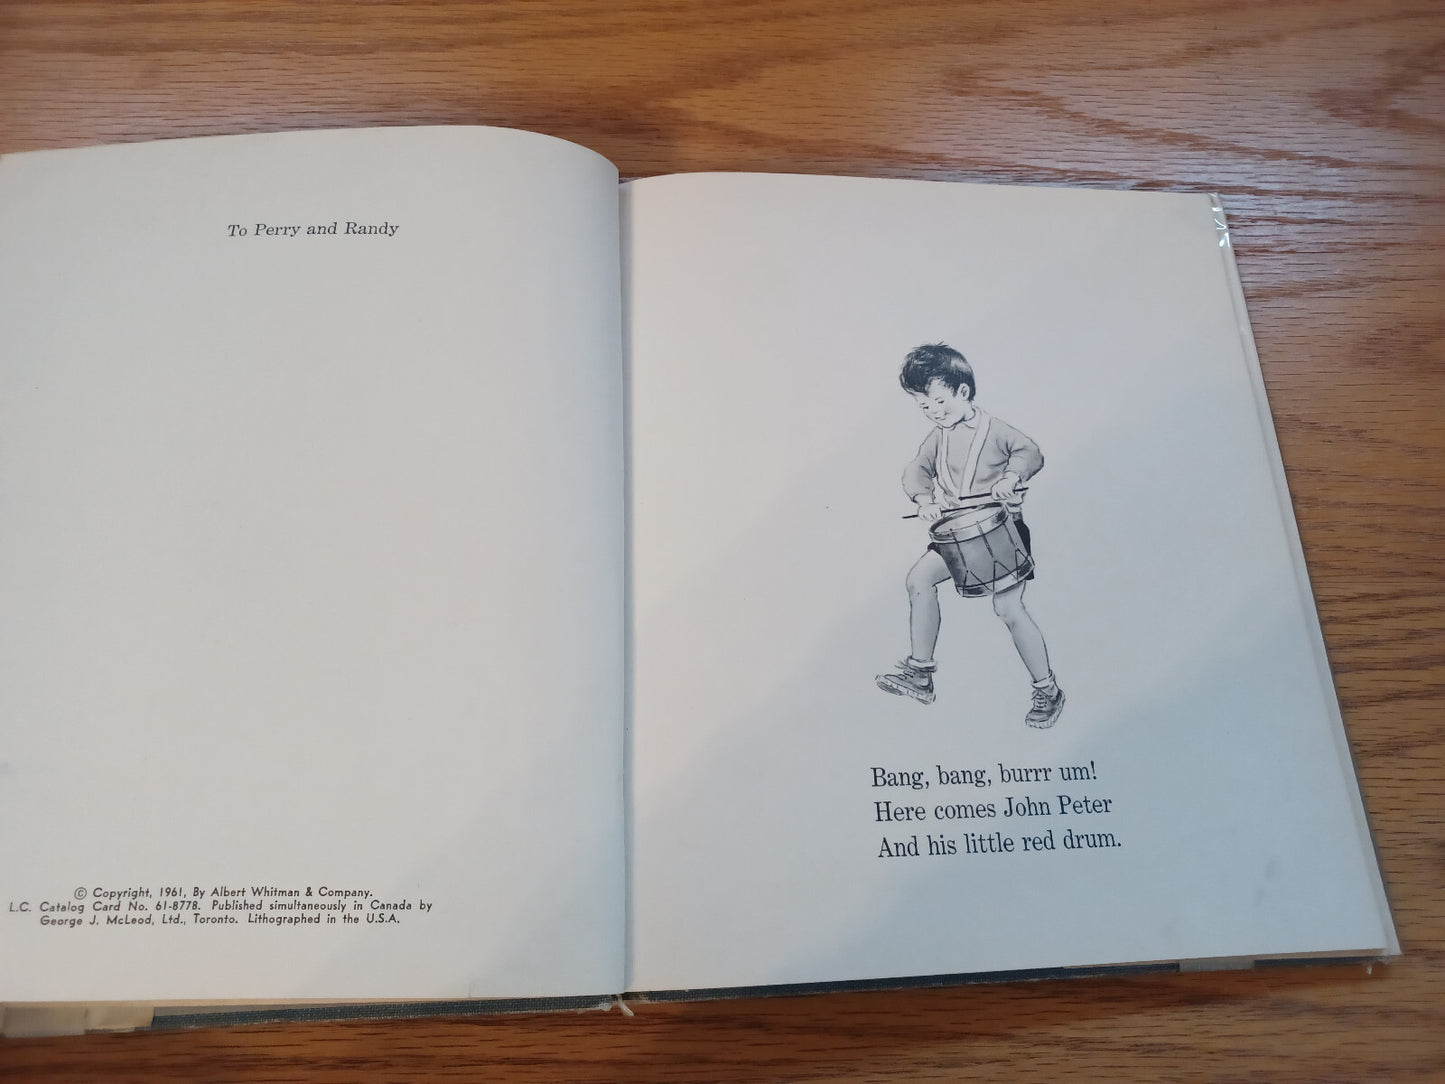 To Perry and Randy
© Copyright, 1961, By Albert Whitman & Company.
L.C. Catalog Card No. 61-8778. Published simultaneously in Canada by
George J. McLeod, Ltd., Toronto. Lithographed in the U.S.A.
Bang, bang, burrr um!
Here comes John Peter
And his little red drum.